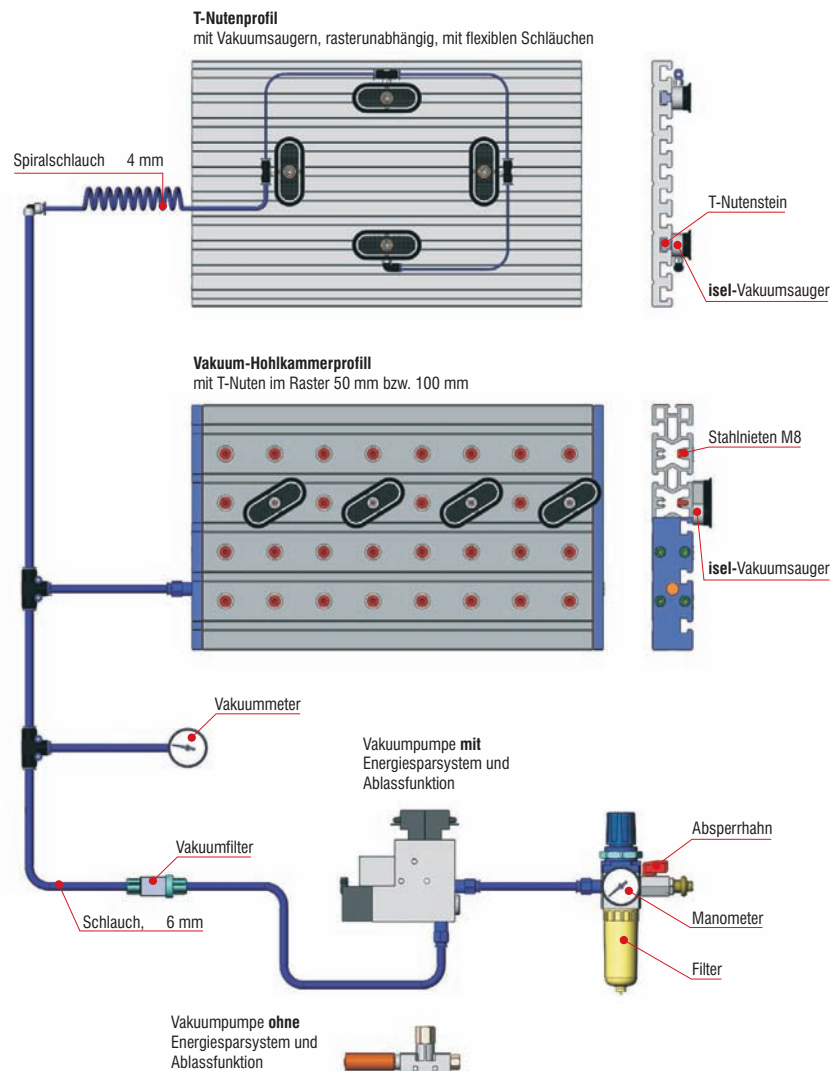 T-Nutenprofil
mit Vakuumsaugern, rasterunabhängig, mit flexiblen Schläuchen
Spiralschlauch 4 mm
T-Nutenstein
isel-Vakuumsauger
Vakuum-Hohlkammerprofill
mit T-Nuten im Raster 50 mm bzw. 100 mm
Stahlnieten M8
isel-Vakuumsauger
Vakuummeter
Vakuumpumpe mit
Energiesparsystem und
Ablassfunktion
Absperrhahn
Vakuumfilter
Schlauch, 6 mm
Manometer
Filter
Vakuumpumpe ohne
Energiesparsystem und
Ablassfunktion